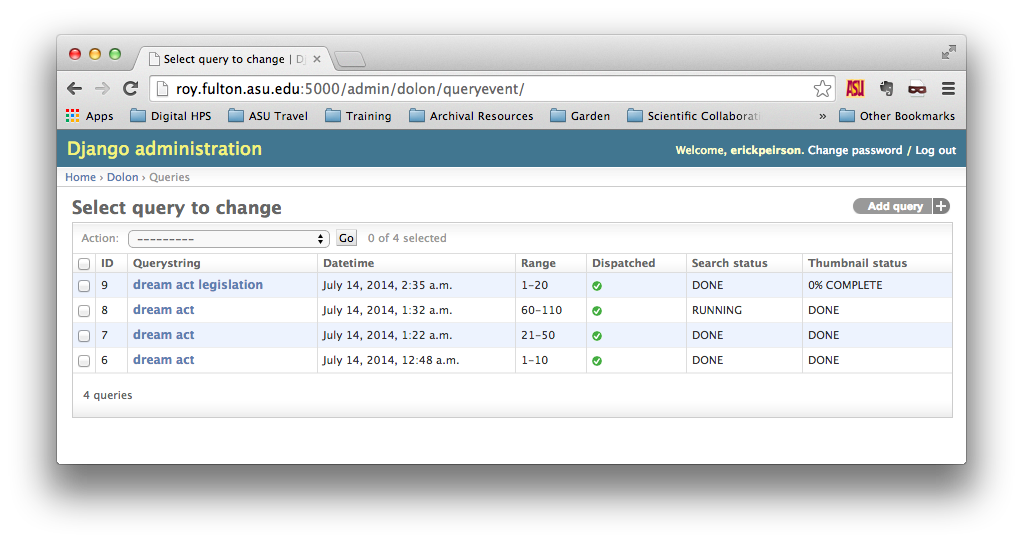 Select query to change | Dj
roy.fulton.asu.edu:5000/admin/dolon/queryevent/
ASU
Apps Digital HPS ASU Travel Training Archival Resources Garden Scientific Collaborati » Other Bookmarks
Django administration
Welcome, erickpeirson. Change password / Log out
Home › Dolon › Queries
Select query to change
Add query +
Action: --------- Go 0 of 4 selected
ID Querystring Datetime Range Dispatched Search status Thumbnail status
9 dream act legislation July 14, 2014, 2:35 a.m. 1-20 DONE 0% COMPLETE
8 dream act July 14, 2014, 1:32 a.m. 60-110 RUNNING DONE
7 dream act July 14, 2014, 1:22 a.m. 21-50 DONE DONE
6 dream act July 14, 2014, 12:48 a.m. 1-10 DONE DONE
4 queries